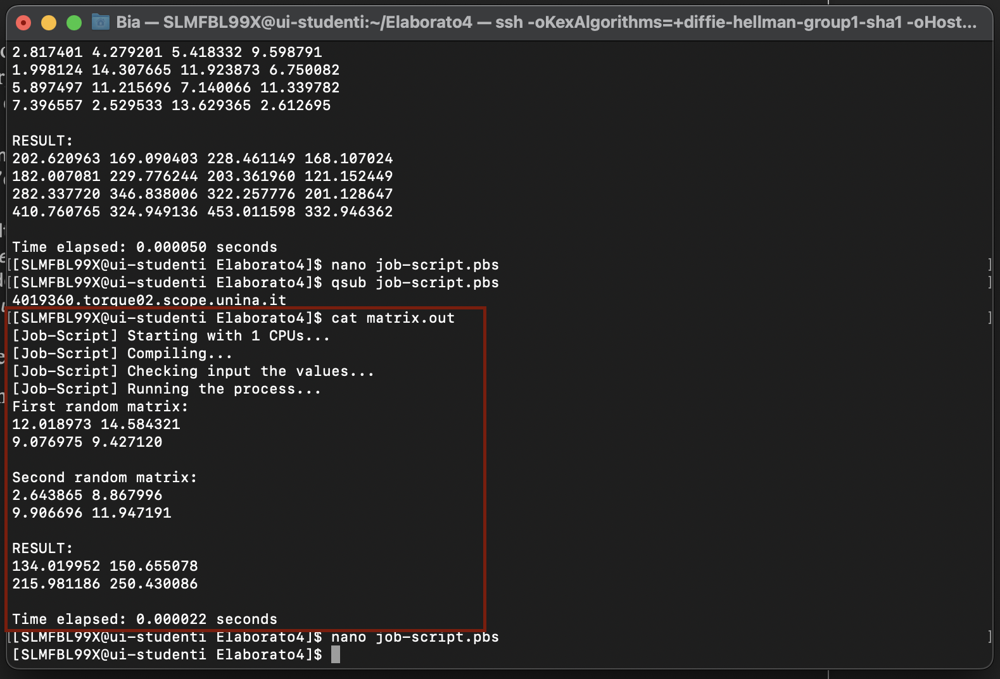 Bia — SLMFBL99X@ui-studenti:~/Elaborato4 — ssh -oKexAlgorithms=+diffie-hellman-group1-sha1 -oHost...
2.817401 4.279201 5.418332 9.598791
1.998124 14.307665 11.923873 6.750082
5.897497 11.215696 7.140066 11.339782
7.396557 2.529533 13.629365 2.612695
RESULT:
202.620963 169.090403 228.461149 168.107024
182.007081 229.776244 203.361960 121.152449
282.337720 346.838006 322.257776 201.128647
410.760765 324.949136 453.011598 332.946362
Time elapsed: 0.000050 seconds
[[SLMFBL99X@ui-studenti Elaborato4]$ nano job-script.pbs ]
[[SLMFBL99X@ui-studenti Elaborato4]$ qsub job-script.pbs ]
4019360.torque02.scope.unina.it
[[SLMFBL99X@ui-studenti Elaborato4]$ cat matrix.out ]
[Job-Script] Starting with 1 CPUs...
[Job-Script] Compiling...
[Job-Script] Checking input the values...
[Job-Script] Running the process...
First random matrix:
12.018973 14.584321
9.076975 9.427120
Second random matrix:
2.643865 8.867996
9.906696 11.947191
RESULT:
134.019952 150.655078
215.981186 250.430086
Time elapsed: 0.000022 seconds
[[SLMFBL99X@ui-studenti Elaborato4]$ nano job-script.pbs ]
[SLMFBL99X@ui-studenti Elaborato4]$